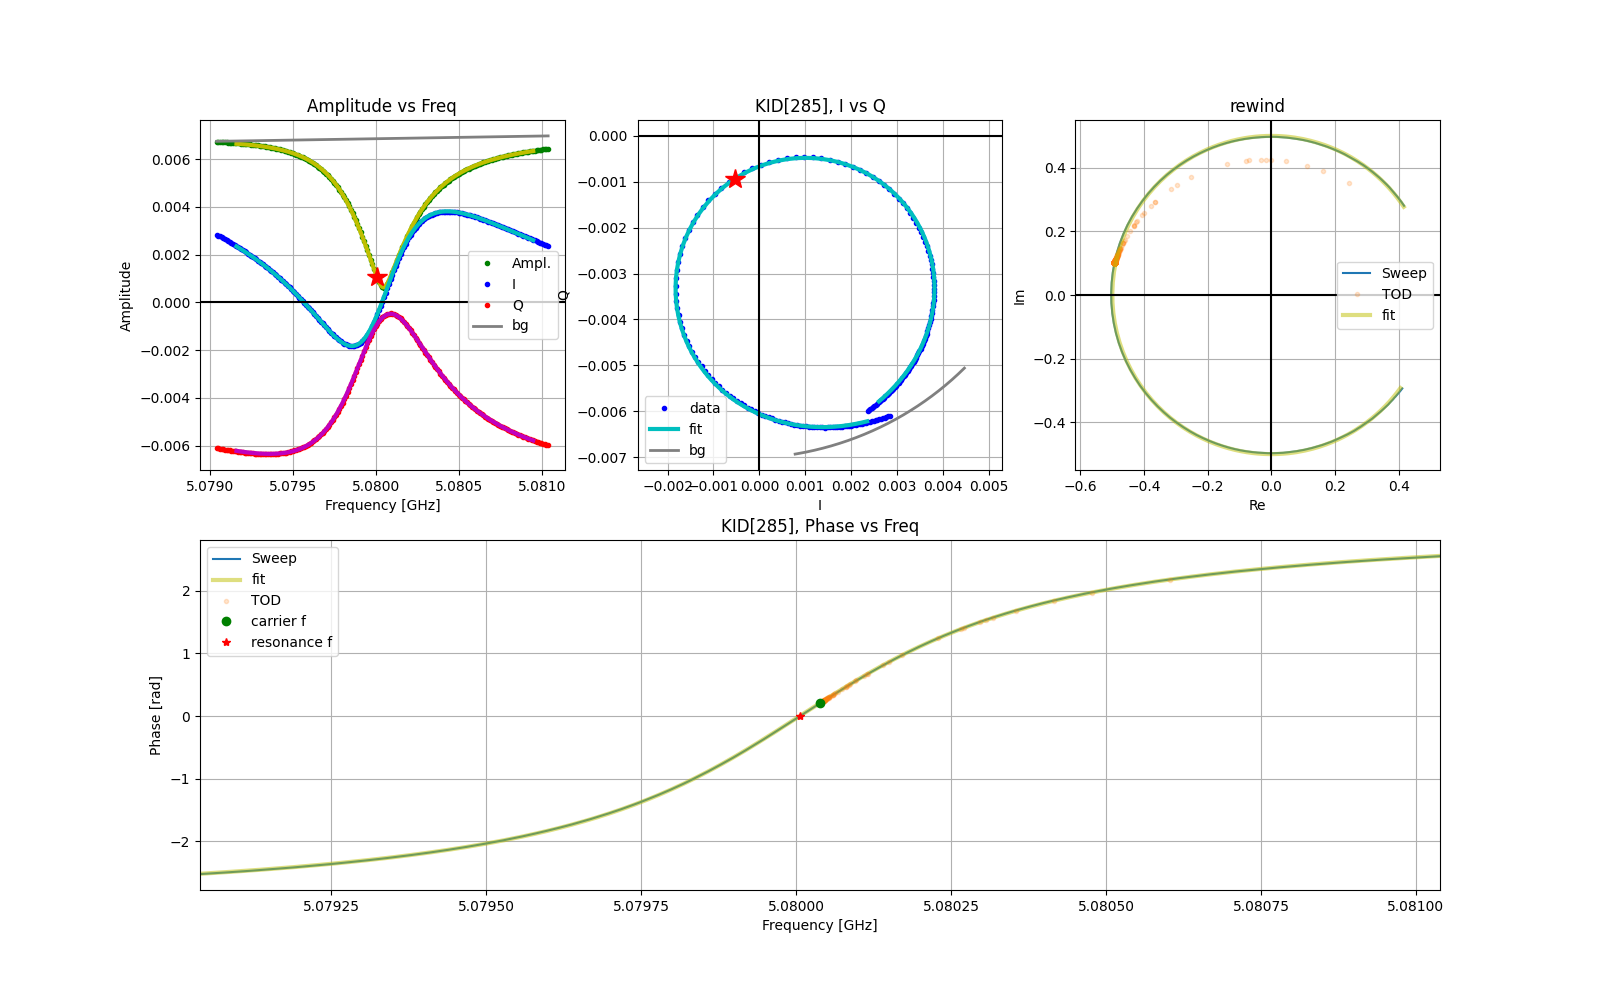 Amplitude vs Freq
Amplitude
0.006
0.004
0.002
0.000
−0.002
−0.004
−0.006
5.0790 5.0795 5.0800 5.0805 5.0810
Frequency [GHz]
Ampl.
I
Q
bg
KID[285], I vs Q
Q
0.000
−0.001
−0.002
−0.003
−0.004
−0.005
−0.006
−0.007
−0.002 −0.001 0.000 0.001 0.002 0.003 0.004 0.005
I
data
fit
bg
rewind
Im
0.4
0.2
0.0
−0.2
−0.4
−0.6 −0.4 −0.2 0.0 0.2 0.4
Re
Sweep
TOD
fit
KID[285], Phase vs Freq
Phase [rad]
2
1
0
−1
−2
5.07925 5.07950 5.07975 5.08000 5.08025 5.08050 5.08075 5.08100
Frequency [GHz]
Sweep
fit
TOD
carrier f
resonance f